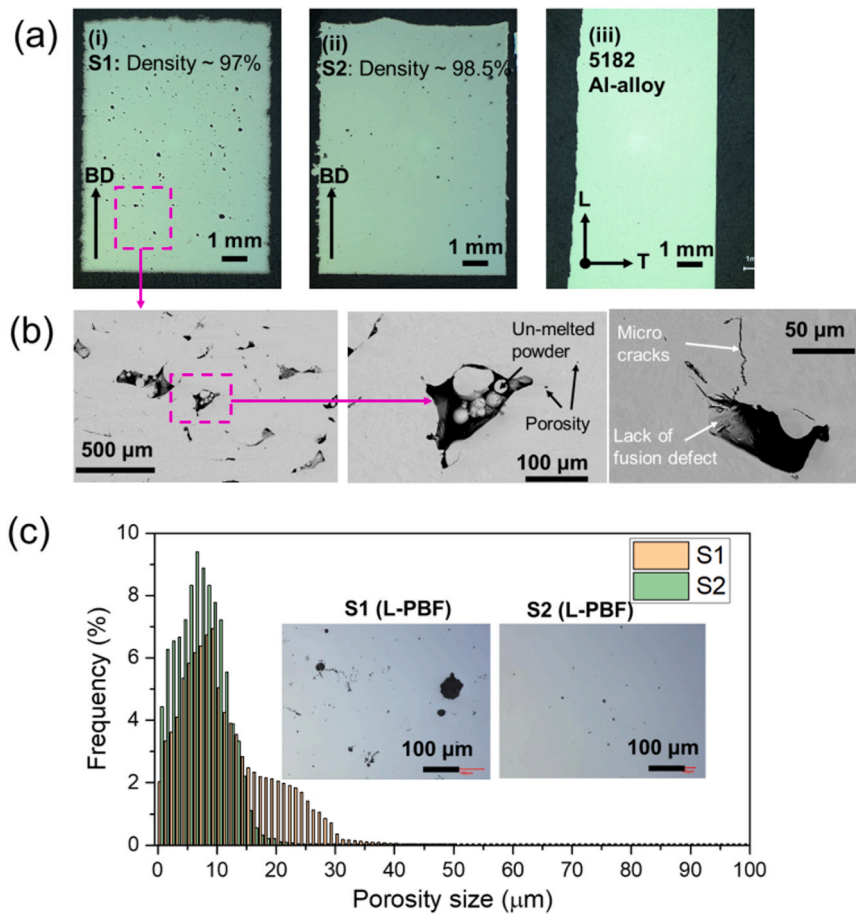 (a)
(i)
S1: Density ~ 97%
BD
1 mm
(ii)
S2: Density ~ 98.5%
BD
1 mm
(iii)
5182
Al-alloy
L
T
1 mm
(b)
500 µm
Un-melted
powder
Porosity
100 µm
Micro
cracks
50 µm
Lack of
fusion defect
(c)
S1
S2
S1 (L-PBF)
S2 (L-PBF)
100 µm
100 µm
Frequency (%)
10
8
6
4
2
0
0
10
20
30
40
50
60
70
80
90
100
Porosity size (µm)